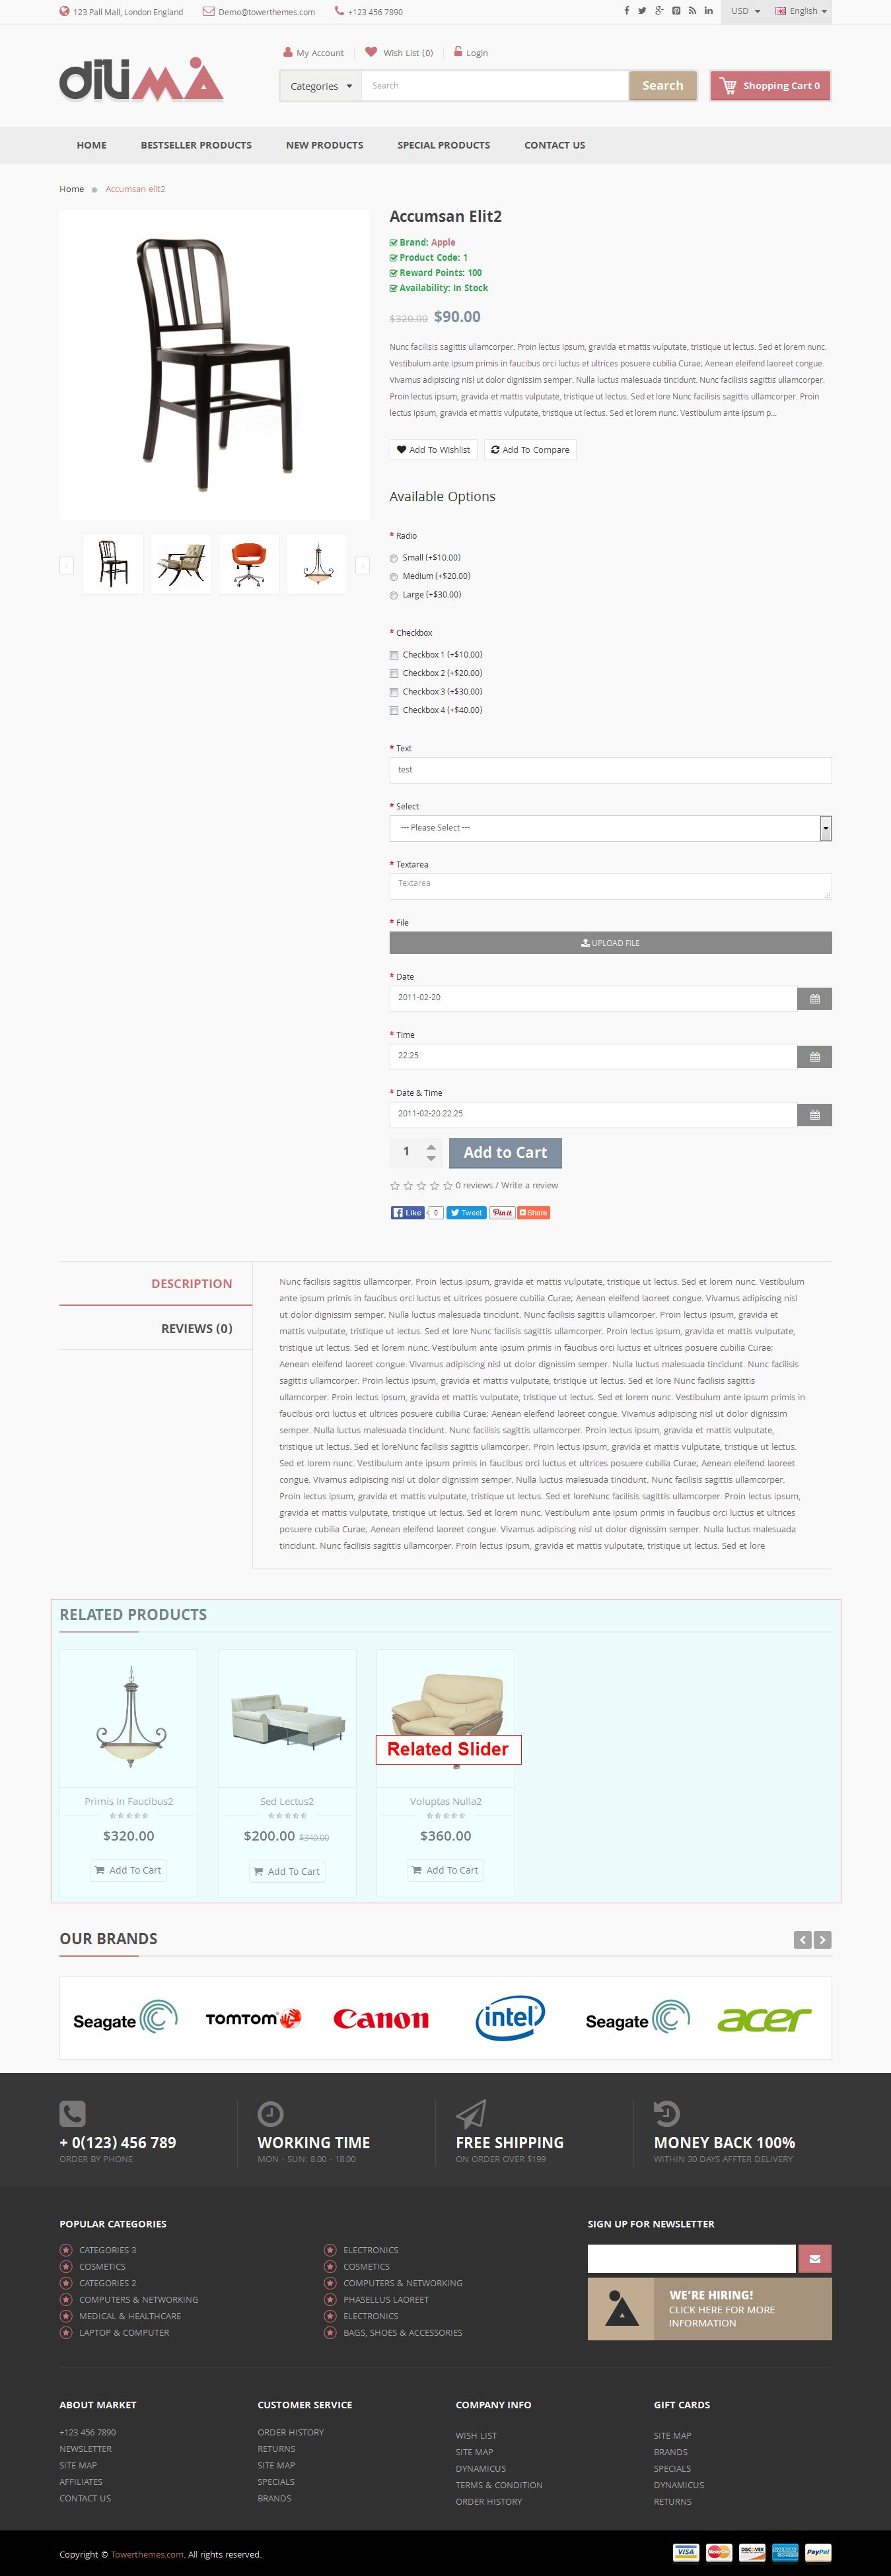 123 Pall Mall, London England Demo@towerthemes.com +123 456 7890 USD English
My Account Wish List (0) Login
diliMA
Categories Search Search Shopping Cart 0
HOME BESTSELLER PRODUCTS NEW PRODUCTS SPECIAL PRODUCTS CONTACT US
Home Accumsan elit2
Accumsan Elit2
Brand: Apple
Product Code: 1
Reward Points: 100
Availability: In Stock
$320.00 $90.00
Nunc facilisis sagittis ullamcorper. Proin lectus ipsum, gravida et mattis vulputate, tristique ut lectus. Sed et lorem nunc.
Vestibulum ante ipsum primis in faucibus orci luctus et ultrices posuere cubilia Curae; Aenean eleifend laoreet congue.
Vivamus adipiscing nisl ut dolor dignissim semper. Nulla luctus malesuada tincidunt. Nunc facilisis sagittis ullamcorper.
Proin lectus ipsum, gravida et mattis vulputate, tristique ut lectus. Sed et lore Nunc facilisis sagittis ullamcorper. Proin
lectus ipsum, gravida et mattis vulputate, tristique ut lectus. Sed et lorem nunc. Vestibulum ante ipsum p...
Add To Wishlist Add To Compare
Available Options
* Radio
Small (+$10.00)
Medium (+$20.00)
Large (+$30.00)
* Checkbox
Checkbox 1 (+$10.00)
Checkbox 2 (+$20.00)
Checkbox 3 (+$30.00)
Checkbox 4 (+$40.00)
* Text
test
* Select
--- Please Select ---
* Textarea
Textarea
* File
UPLOAD FILE
* Date
2011-02-20
* Time
22:25
* Date & Time
2011-02-20 22:25
1 Add to Cart
0 reviews / Write a review
Like 0 Tweet Pin it Share
DESCRIPTION
REVIEWS (0)
Nunc facilisis sagittis ullamcorper. Proin lectus ipsum, gravida et mattis vulputate, tristique ut lectus. Sed et lorem nunc. Vestibulum
ante ipsum primis in faucibus orci luctus et ultrices posuere cubilia Curae; Aenean eleifend laoreet congue. Vivamus adipiscing nisl
ut dolor dignissim semper. Nulla luctus malesuada tincidunt. Nunc facilisis sagittis ullamcorper. Proin lectus ipsum, gravida et
mattis vulputate, tristique ut lectus. Sed et lore Nunc facilisis sagittis ullamcorper. Proin lectus ipsum, gravida et mattis vulputate,
tristique ut lectus. Sed et lorem nunc. Vestibulum ante ipsum primis in faucibus orci luctus et ultrices posuere cubilia Curae;
Aenean eleifend laoreet congue. Vivamus adipiscing nisl ut dolor dignissim semper. Nulla luctus malesuada tincidunt. Nunc facilisis
sagittis ullamcorper. Proin lectus ipsum, gravida et mattis vulputate, tristique ut lectus. Sed et lore Nunc facilisis sagittis
ullamcorper. Proin lectus ipsum, gravida et mattis vulputate, tristique ut lectus. Sed et lorem nunc. Vestibulum ante ipsum primis in
faucibus orci luctus et ultrices posuere cubilia Curae; Aenean eleifend laoreet congue. Vivamus adipiscing nisl ut dolor dignissim
semper. Nulla luctus malesuada tincidunt. Nunc facilisis sagittis ullamcorper. Proin lectus ipsum, gravida et mattis vulputate,
tristique ut lectus. Sed et loreNunc facilisis sagittis ullamcorper. Proin lectus ipsum, gravida et mattis vulputate, tristique ut lectus.
Sed et lorem nunc. Vestibulum ante ipsum primis in faucibus orci luctus et ultrices posuere cubilia Curae; Aenean eleifend laoreet
congue. Vivamus adipiscing nisl ut dolor dignissim semper. Nulla luctus malesuada tincidunt. Nunc facilisis sagittis ullamcorper.
Proin lectus ipsum, gravida et mattis vulputate, tristique ut lectus. Sed et loreNunc facilisis sagittis ullamcorper. Proin lectus ipsum,
gravida et mattis vulputate, tristique ut lectus. Sed et lorem nunc. Vestibulum ante ipsum primis in faucibus orci luctus et ultrices
posuere cubilia Curae; Aenean eleifend laoreet congue. Vivamus adipiscing nisl ut dolor dignissim semper. Nulla luctus malesuada
tincidunt. Nunc facilisis sagittis ullamcorper. Proin lectus ipsum, gravida et mattis vulputate, tristique ut lectus. Sed et lore
RELATED PRODUCTS
Related Slider
Primis In Faucibus2 Sed Lectus2 Voluptas Nulla2
$320.00 $200.00 $340.00 $360.00
Add To Cart Add To Cart Add To Cart
OUR BRANDS
Seagate TOMTOM Canon intel Seagate acer
+ 0(123) 456 789 WORKING TIME FREE SHIPPING MONEY BACK 100%
ORDER BY PHONE MON - SUN: 8.00 - 18.00 ON ORDER OVER $199 WITHIN 30 DAYS AFFTER DELIVERY
POPULAR CATEGORIES SIGN UP FOR NEWSLETTER
CATEGORIES 3 ELECTRONICS
COSMETICS COSMETICS
CATEGORIES 2 COMPUTERS & NETWORKING
COMPUTERS & NETWORKING PHASELLUS LAOREET
MEDICAL & HEALTHCARE ELECTRONICS
LAPTOP & COMPUTER BAGS, SHOES & ACCESSORIES
WE'RE HIRING!
CLICK HERE FOR MORE
INFORMATION
ABOUT MARKET CUSTOMER SERVICE COMPANY INFO GIFT CARDS
+123 456 7890 ORDER HISTORY WISH LIST SITE MAP
NEWSLETTER RETURNS SITE MAP BRANDS
SITE MAP SITE MAP DYNAMICUS SPECIALS
AFFILIATES SPECIALS TERMS & CONDITION DYNAMICUS
CONTACT US BRANDS ORDER HISTORY RETURNS
Copyright © Towerthemes.com. All rights reserved. VISA MasterCard DISCOVER AMERICAN EXPRESS PayPal